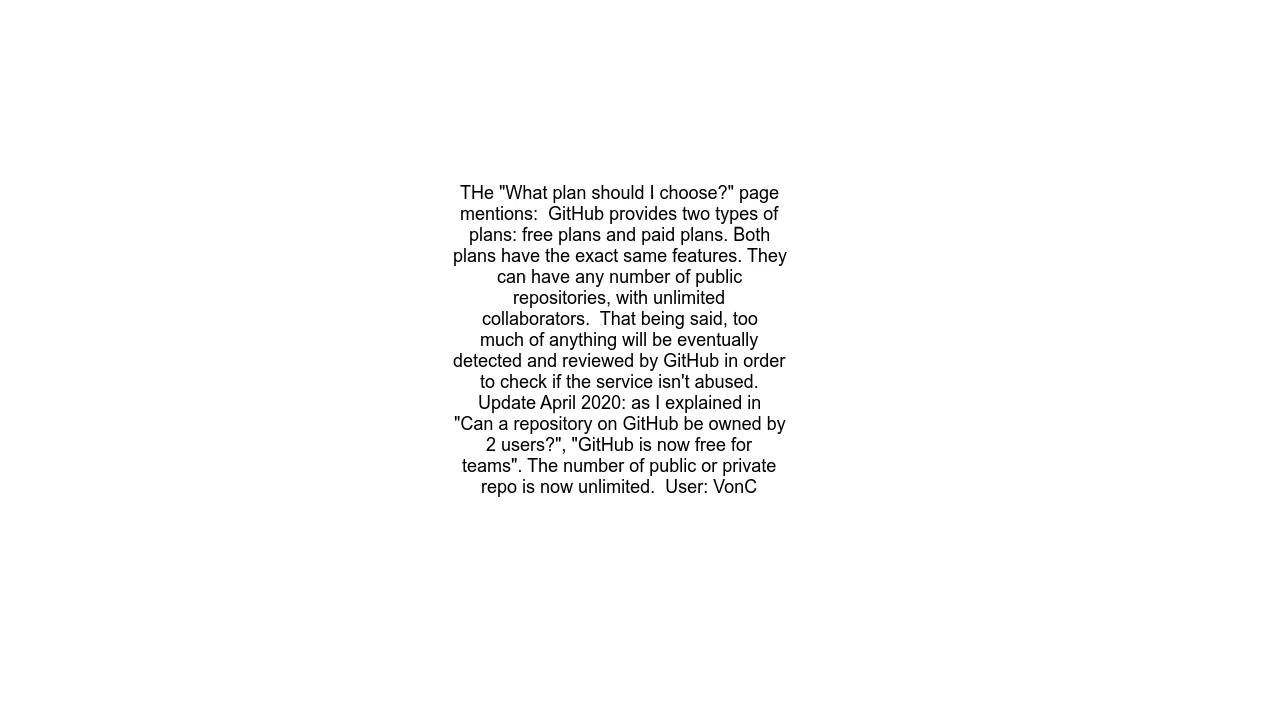 THe "What plan should I choose?" page
mentions:  GitHub provides two types of
plans: free plans and paid plans. Both
plans have the exact same features. They
can have any number of public
repositories, with unlimited
collaborators.  That being said, too
much of anything will be eventually
detected and reviewed by GitHub in order
to check if the service isn't abused.
Update April 2020: as I explained in
"Can a repository on GitHub be owned by
2 users?", "GitHub is now free for
teams". The number of public or private
repo is now unlimited.  User: VonC